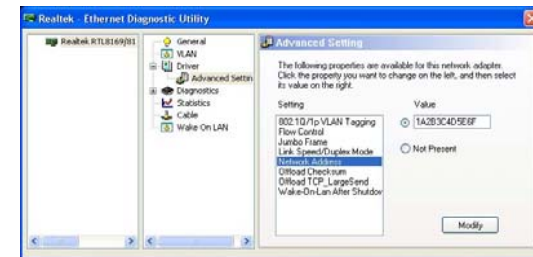 Realtek - Ethernet Diagnostic Utility
Realtek RTL8169/81
General
VLAN
Driver
Advanced Settin
Diagnostics
Statistics
Cable
Wake On LAN
Advanced Setting
The following properties are available for this network adapter.
Click the property you want to change on the left, and then select
its value on the right.
Setting
Value
802.1Q/1p VLAN Tagging
Flow Control
Jumbo Frame
Link Speed/Duplex Mode
Network Address
Offload Checksum
Offload TCP_LargeSend
Wake-On-Lan After Shutdov
1A2B3C4D5E6F
Not Present
Modify